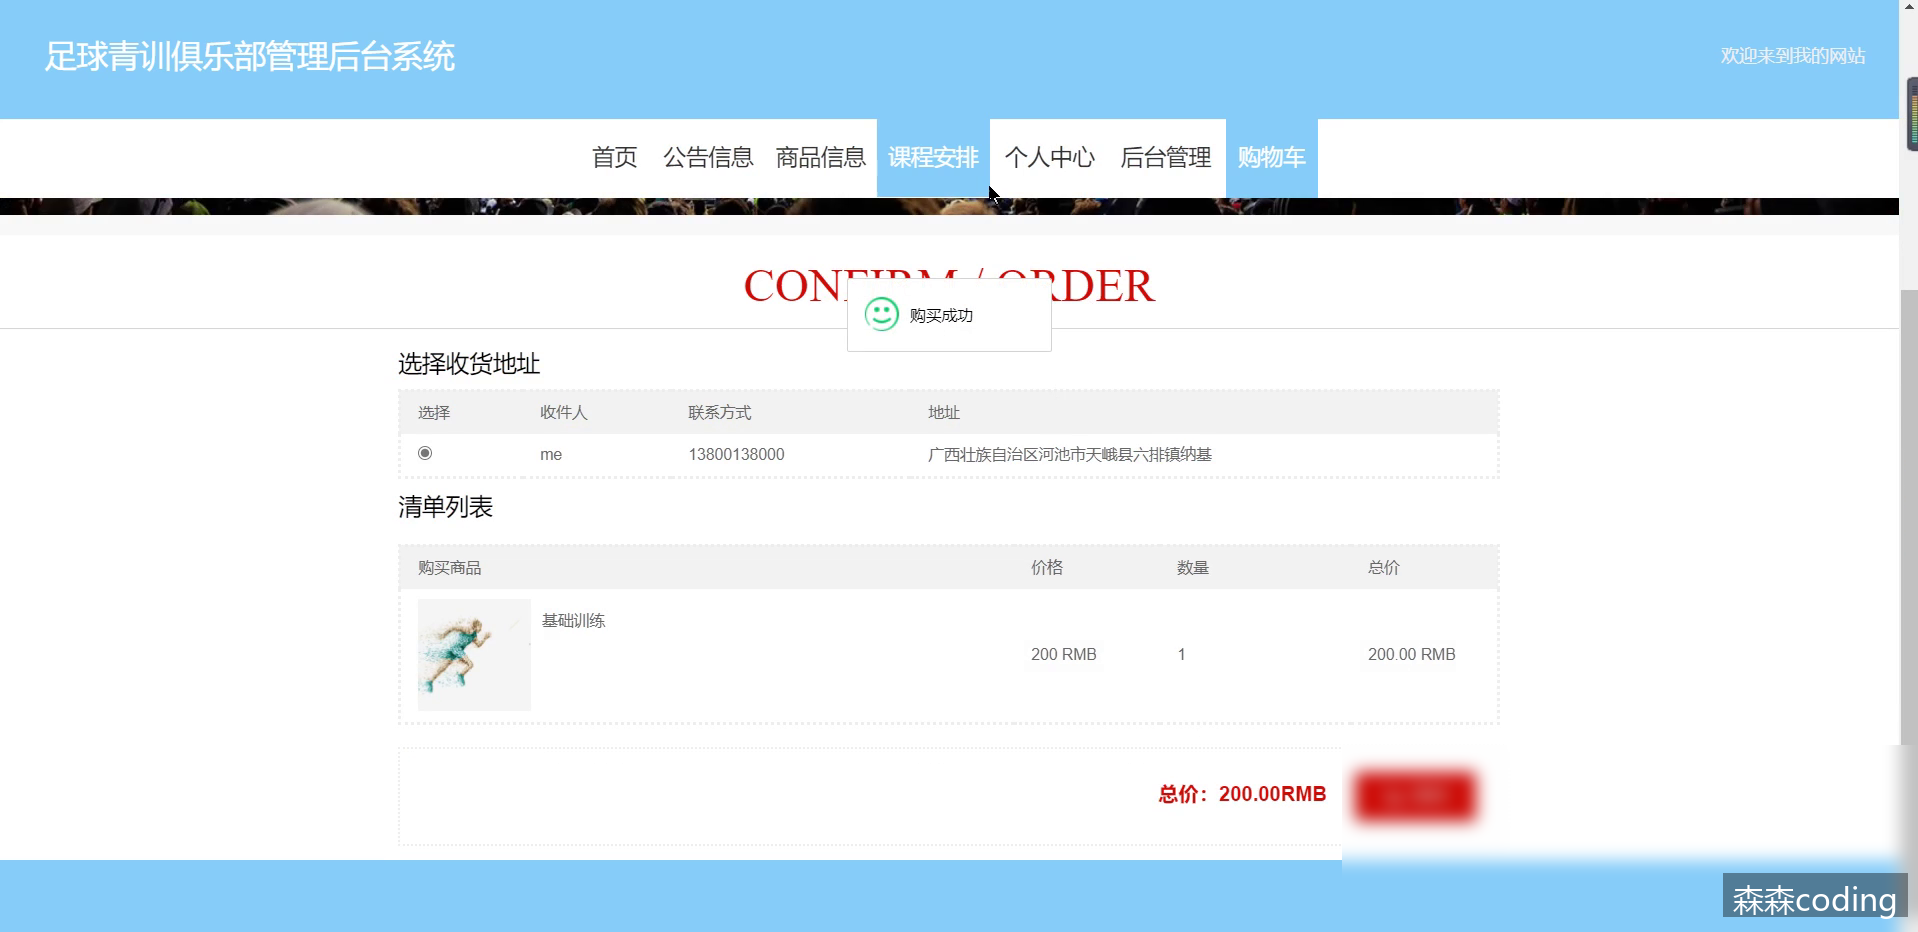 足球青训俱乐部管理后台系统
欢迎来到我的网站
首页 公告信息 商品信息 课程安排 个人中心 后台管理 购物车
CONFIRM / ORDER
购买成功
选择收货地址
选择 收件人 联系方式 地址
me 13800138000 广西壮族自治区河池市天峨县六排镇纳基
清单列表
购买商品 价格 数量 总价
基础训练
200 RMB 1 200.00 RMB
总价：200.00RMB
森森coding